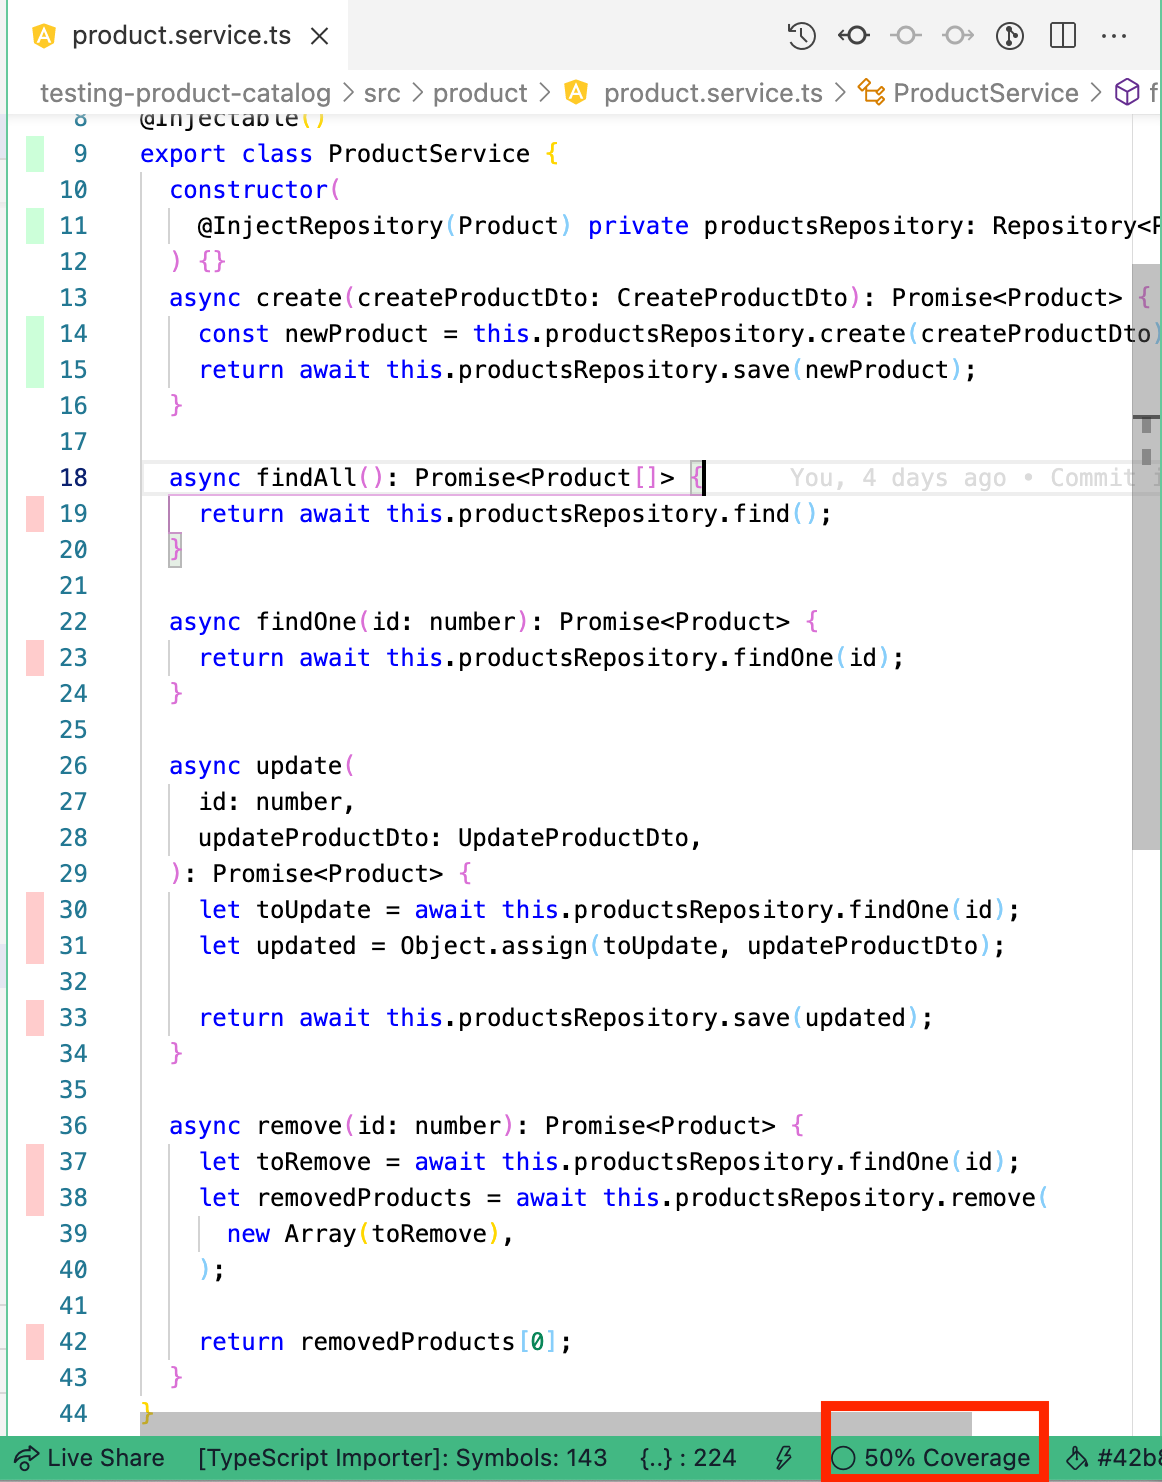 product.service.ts
testing-product-catalog > src > product > product.service.ts > ProductService > f
8 @Injectable()
9 export class ProductService {
10 constructor(
11 @InjectRepository(Product) private productsRepository: Repository<P
12 ) {}
13 async create(createProductDto: CreateProductDto): Promise<Product> {
14 const newProduct = this.productsRepository.create(createProductDto)
15 return await this.productsRepository.save(newProduct);
16 }
17
18 async findAll(): Promise<Product[]> { You, 4 days ago • Commit i
19 return await this.productsRepository.find();
20 }
21
22 async findOne(id: number): Promise<Product> {
23 return await this.productsRepository.findOne(id);
24 }
25
26 async update(
27 id: number,
28 updateProductDto: UpdateProductDto,
29 ): Promise<Product> {
30 let toUpdate = await this.productsRepository.findOne(id);
31 let updated = Object.assign(toUpdate, updateProductDto);
32
33 return await this.productsRepository.save(updated);
34 }
35
36 async remove(id: number): Promise<Product> {
37 let toRemove = await this.productsRepository.findOne(id);
38 let removedProducts = await this.productsRepository.remove(
39 new Array(toRemove),
40 );
41
42 return removedProducts[0];
43 }
44 }
Live Share [TypeScript Importer]: Symbols: 143 {..} : 224 50% Coverage #42b8